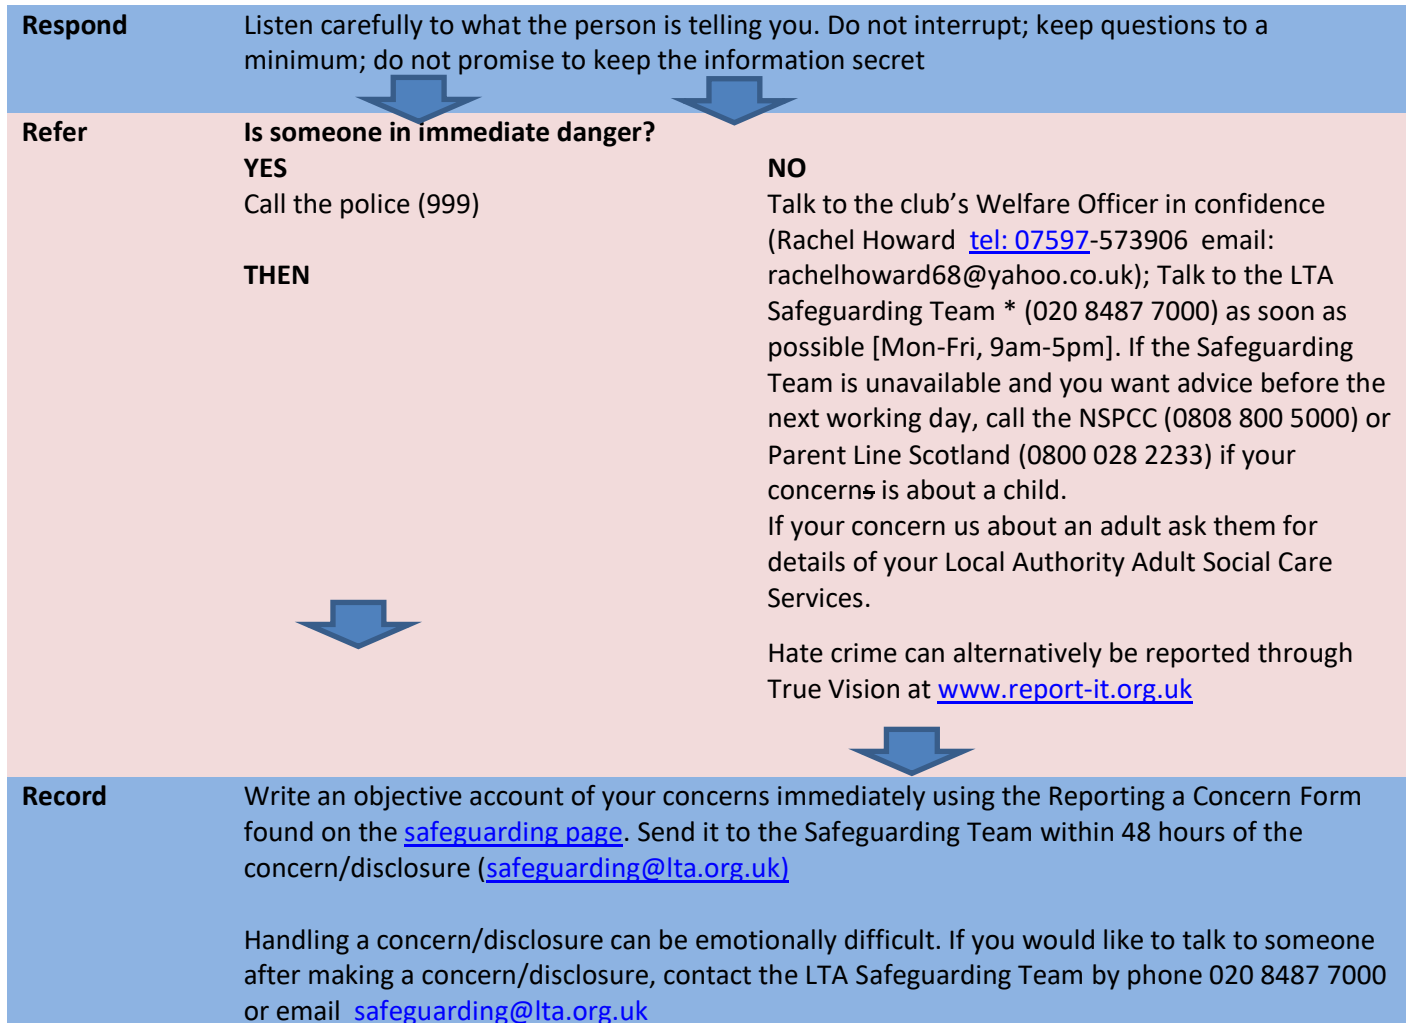 Respond
Listen carefully to what the person is telling you. Do not interrupt; keep questions to a
minimum; do not promise to keep the information secret
Refer
Is someone in immediate danger?
YES
Call the police (999)
THEN
NO
Talk to the club’s Welfare Officer in confidence
(Rachel Howard tel: 07597-573906 email:
rachelhoward68@yahoo.co.uk); Talk to the LTA
Safeguarding Team * (020 8487 7000) as soon as
possible [Mon-Fri, 9am-5pm]. If the Safeguarding
Team is unavailable and you want advice before the
next working day, call the NSPCC (0808 800 5000) or
Parent Line Scotland (0800 028 2233) if your
concerns is about a child.
If your concern us about an adult ask them for
details of your Local Authority Adult Social Care
Services.
Hate crime can alternatively be reported through
True Vision at www.report-it.org.uk
Record
Write an objective account of your concerns immediately using the Reporting a Concern Form
found on the safeguarding page. Send it to the Safeguarding Team within 48 hours of the
concern/disclosure (safeguarding@lta.org.uk)
Handling a concern/disclosure can be emotionally difficult. If you would like to talk to someone
after making a concern/disclosure, contact the LTA Safeguarding Team by phone 020 8487 7000
or email safeguarding@lta.org.uk